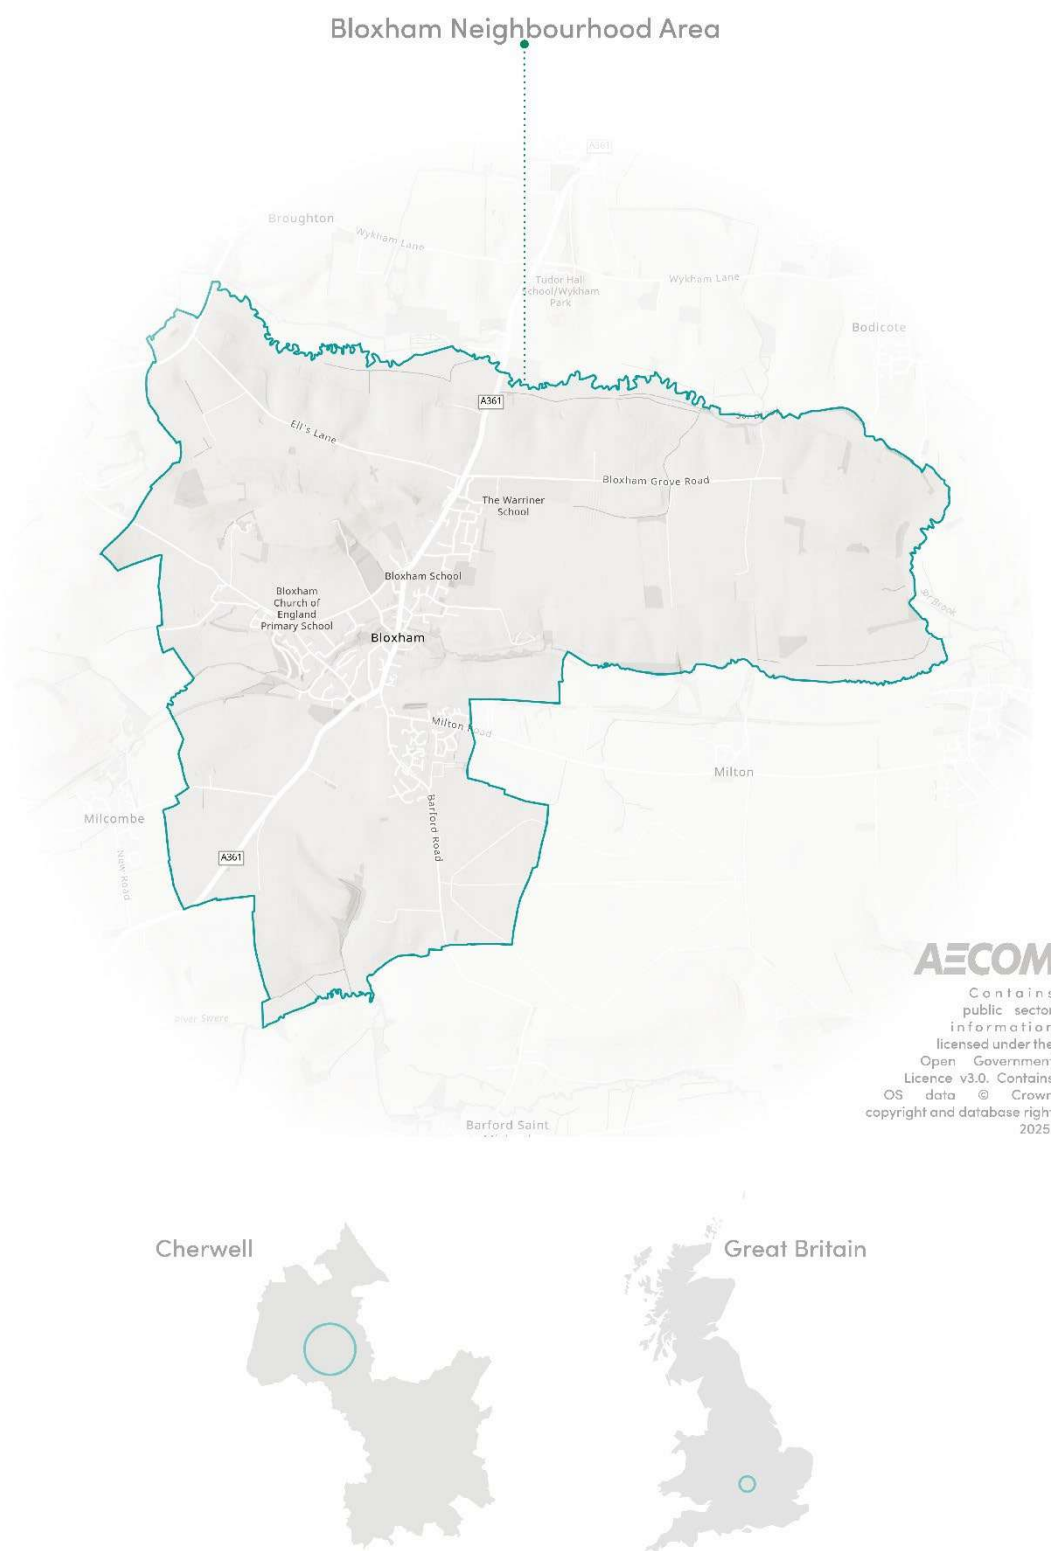 Bloxham Neighbourhood Area
A361
Broughton
Wykham Lane
Tudor Hall
School/Wykham
Park
Wykham Lane
Bodicote
A361
Ell's Lane
Bloxham Grove Road
The Warriner
School
Bloxham School
Bloxham
Church of
England
Primary School
Bloxham
Milton Road
Milton
Barford Road
Milcombe
New Road
A361
AECOM
Contains
public sector
information
licensed under the
Open Government
Licence v3.0. Contains
OS data © Crown
copyright and database right
2025
River Swere
Barford Saint
Cherwell
Great Britain